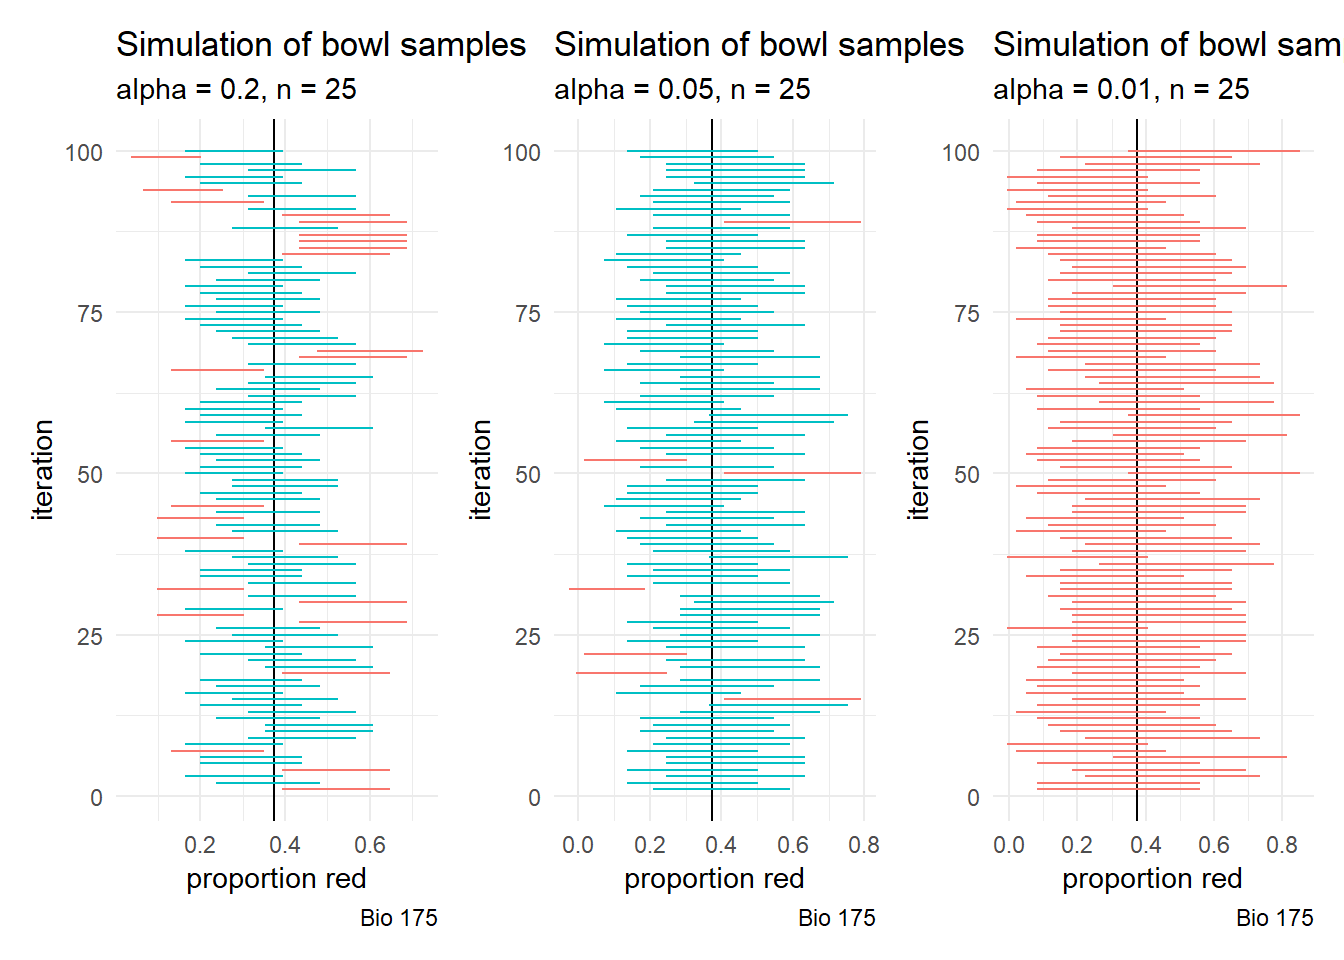 Simulation of bowl samples
alpha = 0.2, n = 25
100
75
50
25
0
iteration
0.2 0.4 0.6
proportion red
Bio 175
Simulation of bowl samples
alpha = 0.05, n = 25
100
75
50
25
0
iteration
0.0 0.2 0.4 0.6 0.8
proportion red
Bio 175
Simulation of bowl sam
alpha = 0.01, n = 25
100
75
50
25
0
iteration
0.0 0.2 0.4 0.6 0.8
proportion red
Bio 175